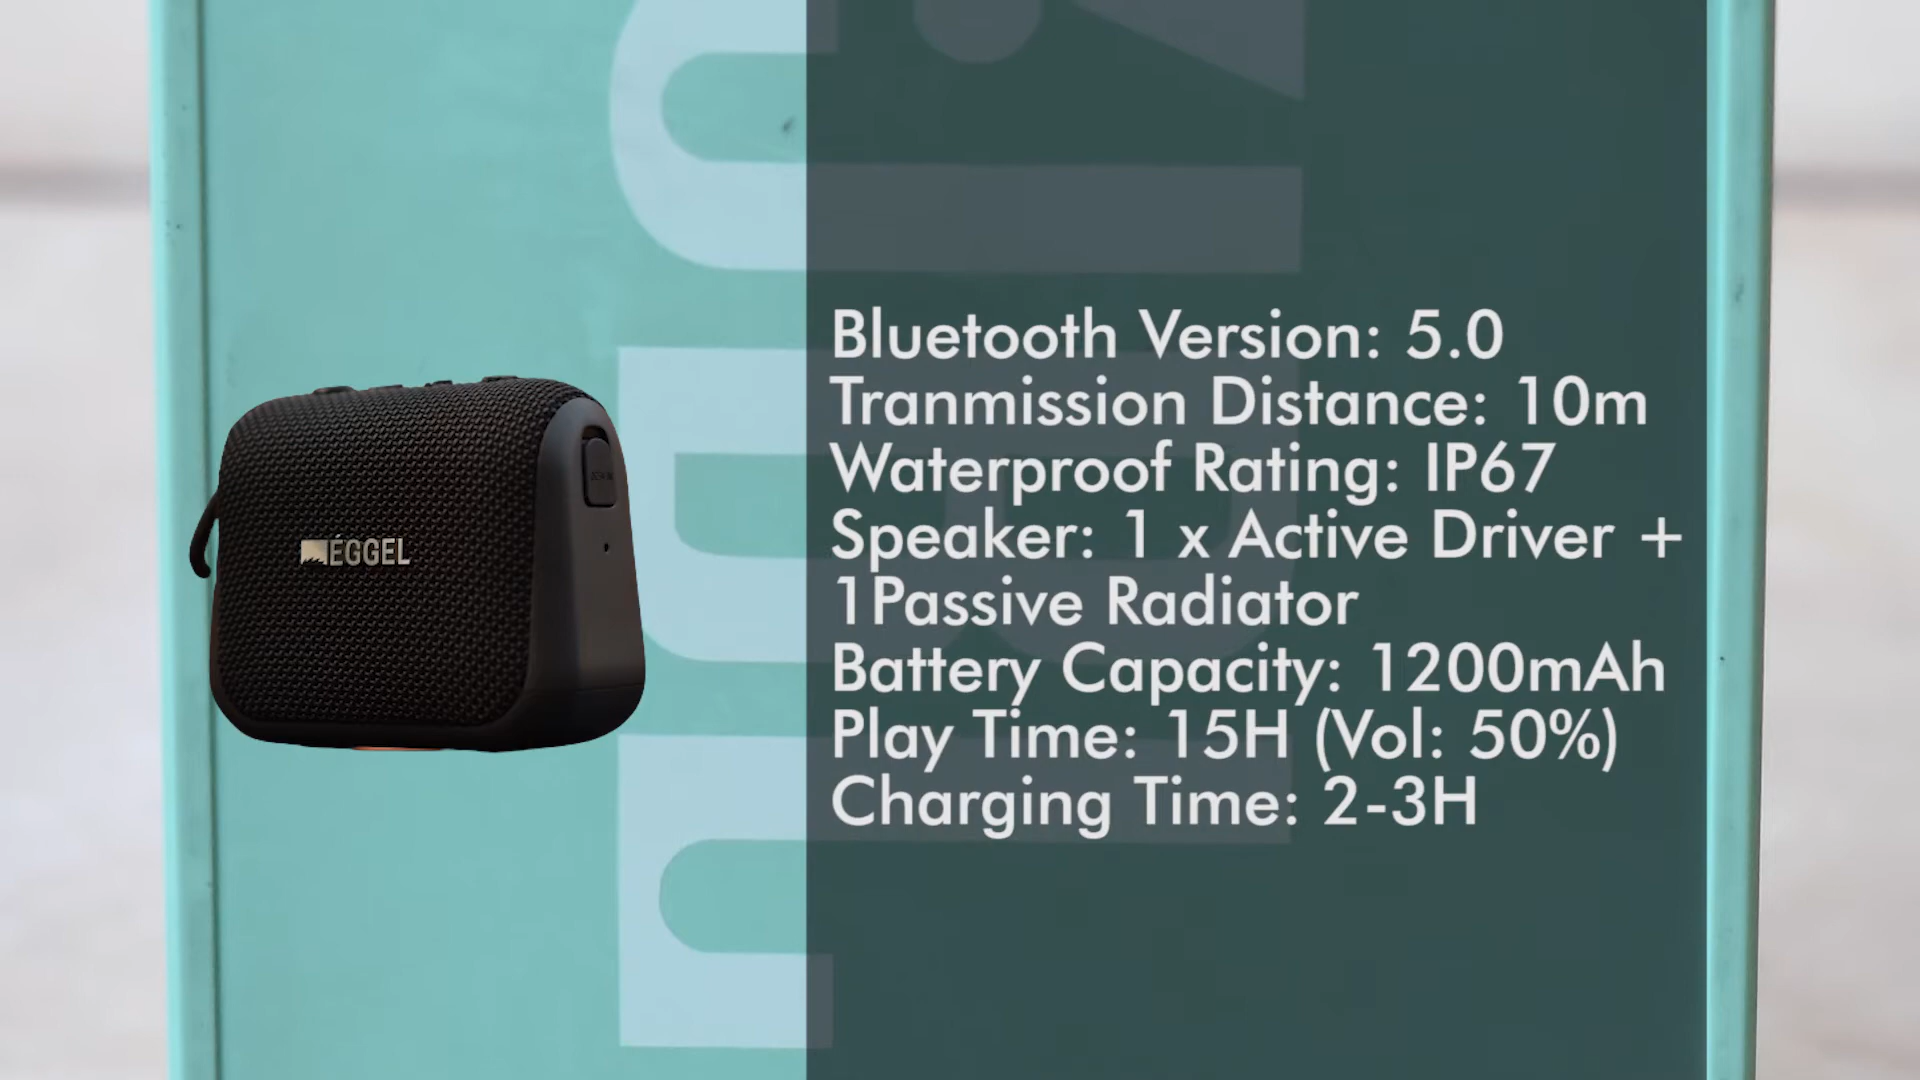 ÉGGEL
Bluetooth Version: 5.0
Tranmission Distance: 10m
Waterproof Rating: IP67
Speaker: 1 x Active Driver +
1Passive Radiator
Battery Capacity: 1200mAh
Play Time: 15H (Vol: 50%)
Charging Time: 2-3H